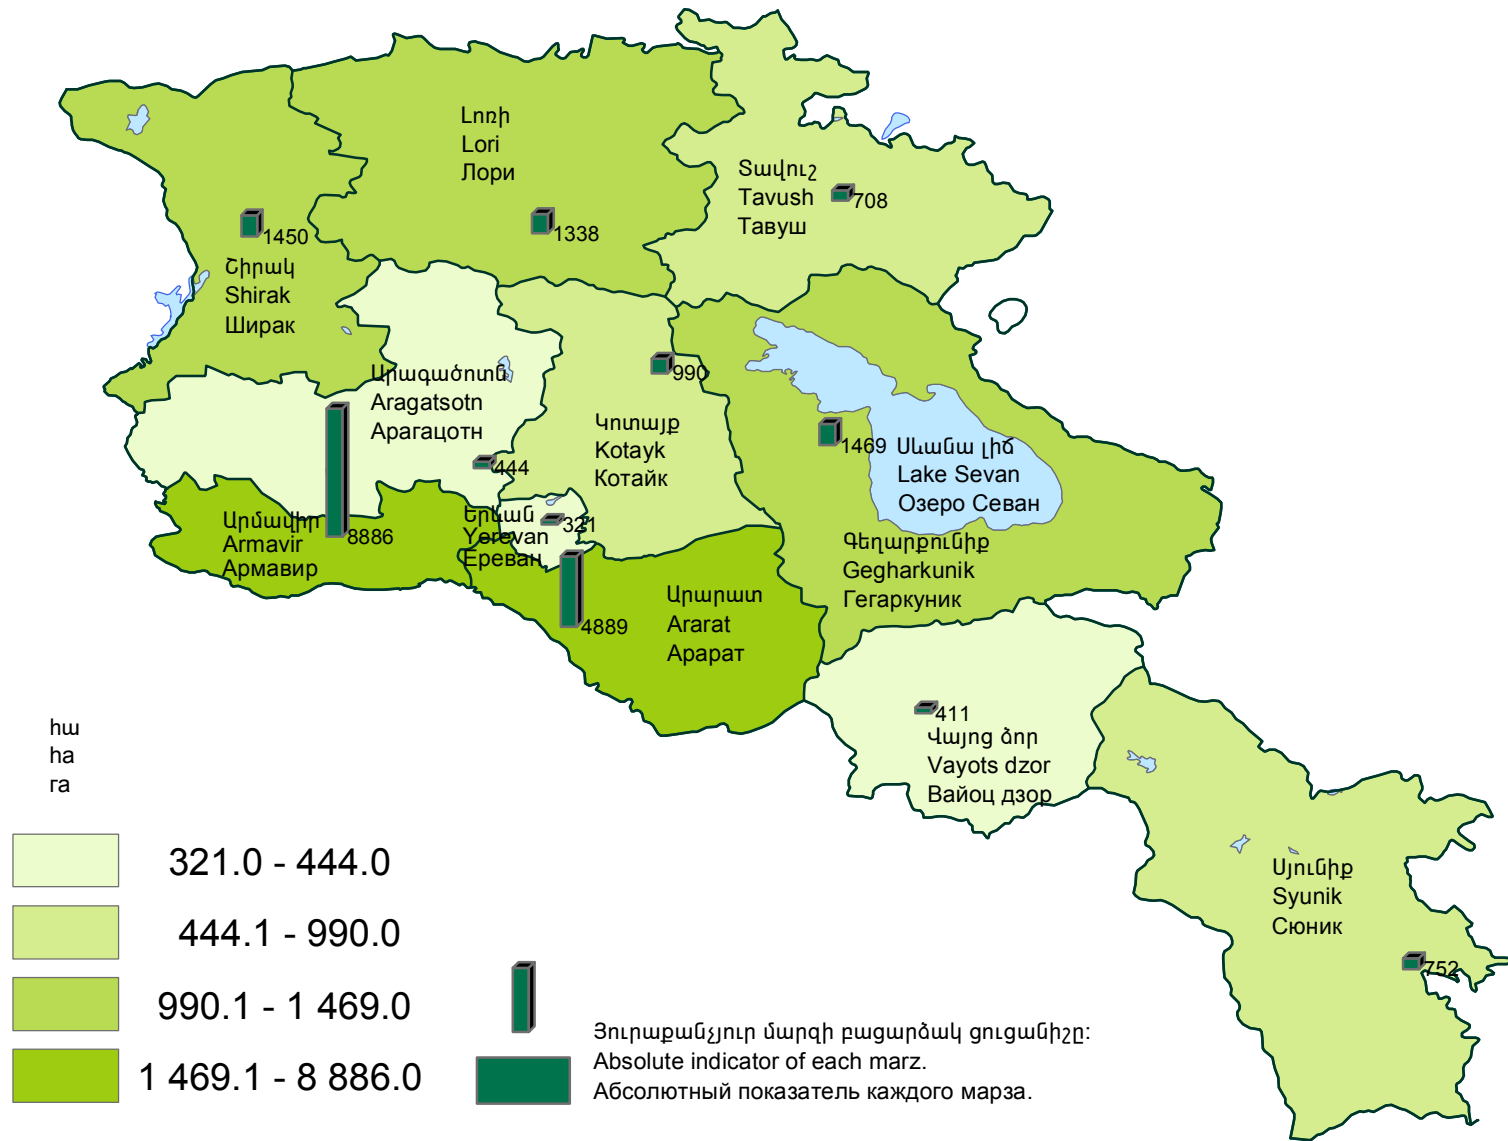 Լոռի
Lori
Лори
1338
Տավուշ
Tavush
Тавуш
708
1450
Շիրակ
Shirak
Ширак
Արագածոտն
Aragatsotn
Арагацотн
444
990
Կոտայք
Kotayk
Котайк
1469
Սևանա լիճ
Lake Sevan
Озеро Севан
Գեղարքունիք
Gegharkunik
Гегаркуник
Արմավիր
Armavir
Армавир
8886
Երևան
Yerevan
Ереван
321
4889
Արարատ
Ararat
Арарат
411
Վայոց ձոր
Vayots dzor
Вайоц дзор
Սյունիք
Syunik
Сюник
752
հա
ha
га
321.0 - 444.0
444.1 - 990.0
990.1 - 1 469.0
1 469.1 - 8 886.0
Յուրաքանչյուր մարզի բացարձակ ցուցանիշը:
Absolute indicator of each marz.
Абсолютный показатель каждого марза.